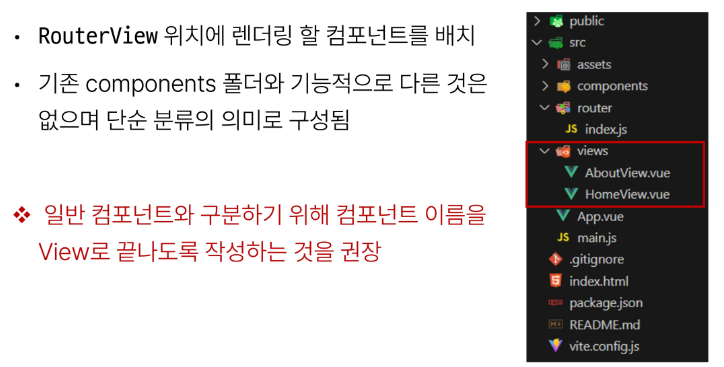 • RouterView 위치에 렌더링 할 컴포넌트를 배치
• 기존 components 폴더와 기능적으로 다른 것은
없으며 단순 분류의 의미로 구성됨
❖ 일반 컴포넌트와 구분하기 위해 컴포넌트 이름을
View로 끝나도록 작성하는 것을 권장
public
src
assets
components
router
JS index.js
views
AboutView.vue
HomeView.vue
App.vue
JS main.js
.gitignore
index.html
package.json
README.md
vite.config.js